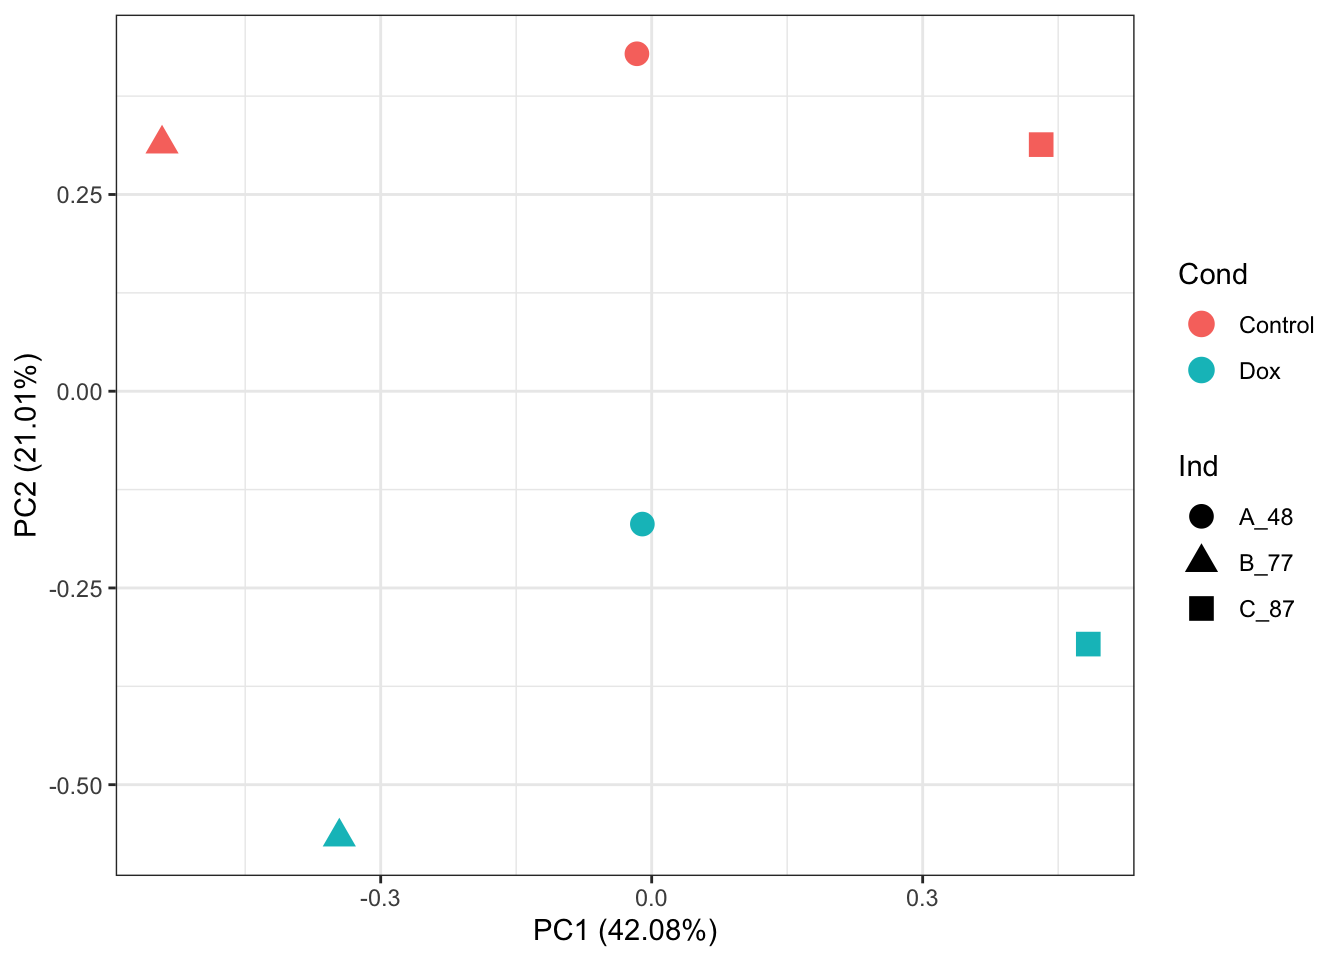 0.25
0.00
-0.25
-0.50
-0.3
0.0
0.3
PC1 (42.08%)
PC2 (21.01%)
Cond
Control
Dox
Ind
A_48
B_77
C_87